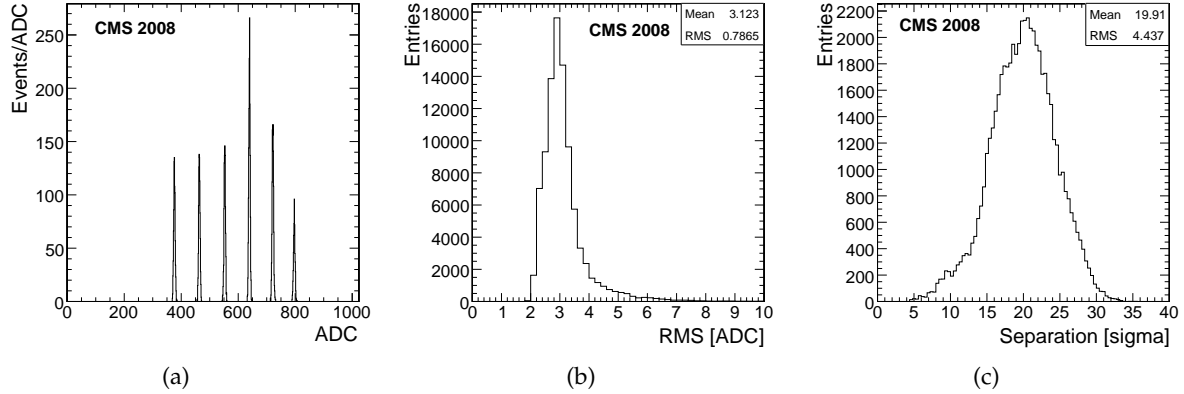 CMS 2008
Events/ADC
250
200
150
100
50
0
0 200 400 600 800 1000
ADC
(a)
CMS 2008
Mean 3.123
RMS 0.7865
Entries
16000
14000
12000
10000
8000
6000
4000
2000
0
0 1 2 3 4 5 6 7 8 9 10
RMS [ADC]
(b)
CMS 2008
Mean 19.91
RMS 4.437
Entries
2200
2000
1800
1600
1400
1200
1000
800
600
400
200
0
0 5 10 15 20 25 30 35 40
Separation [sigma]
(c)